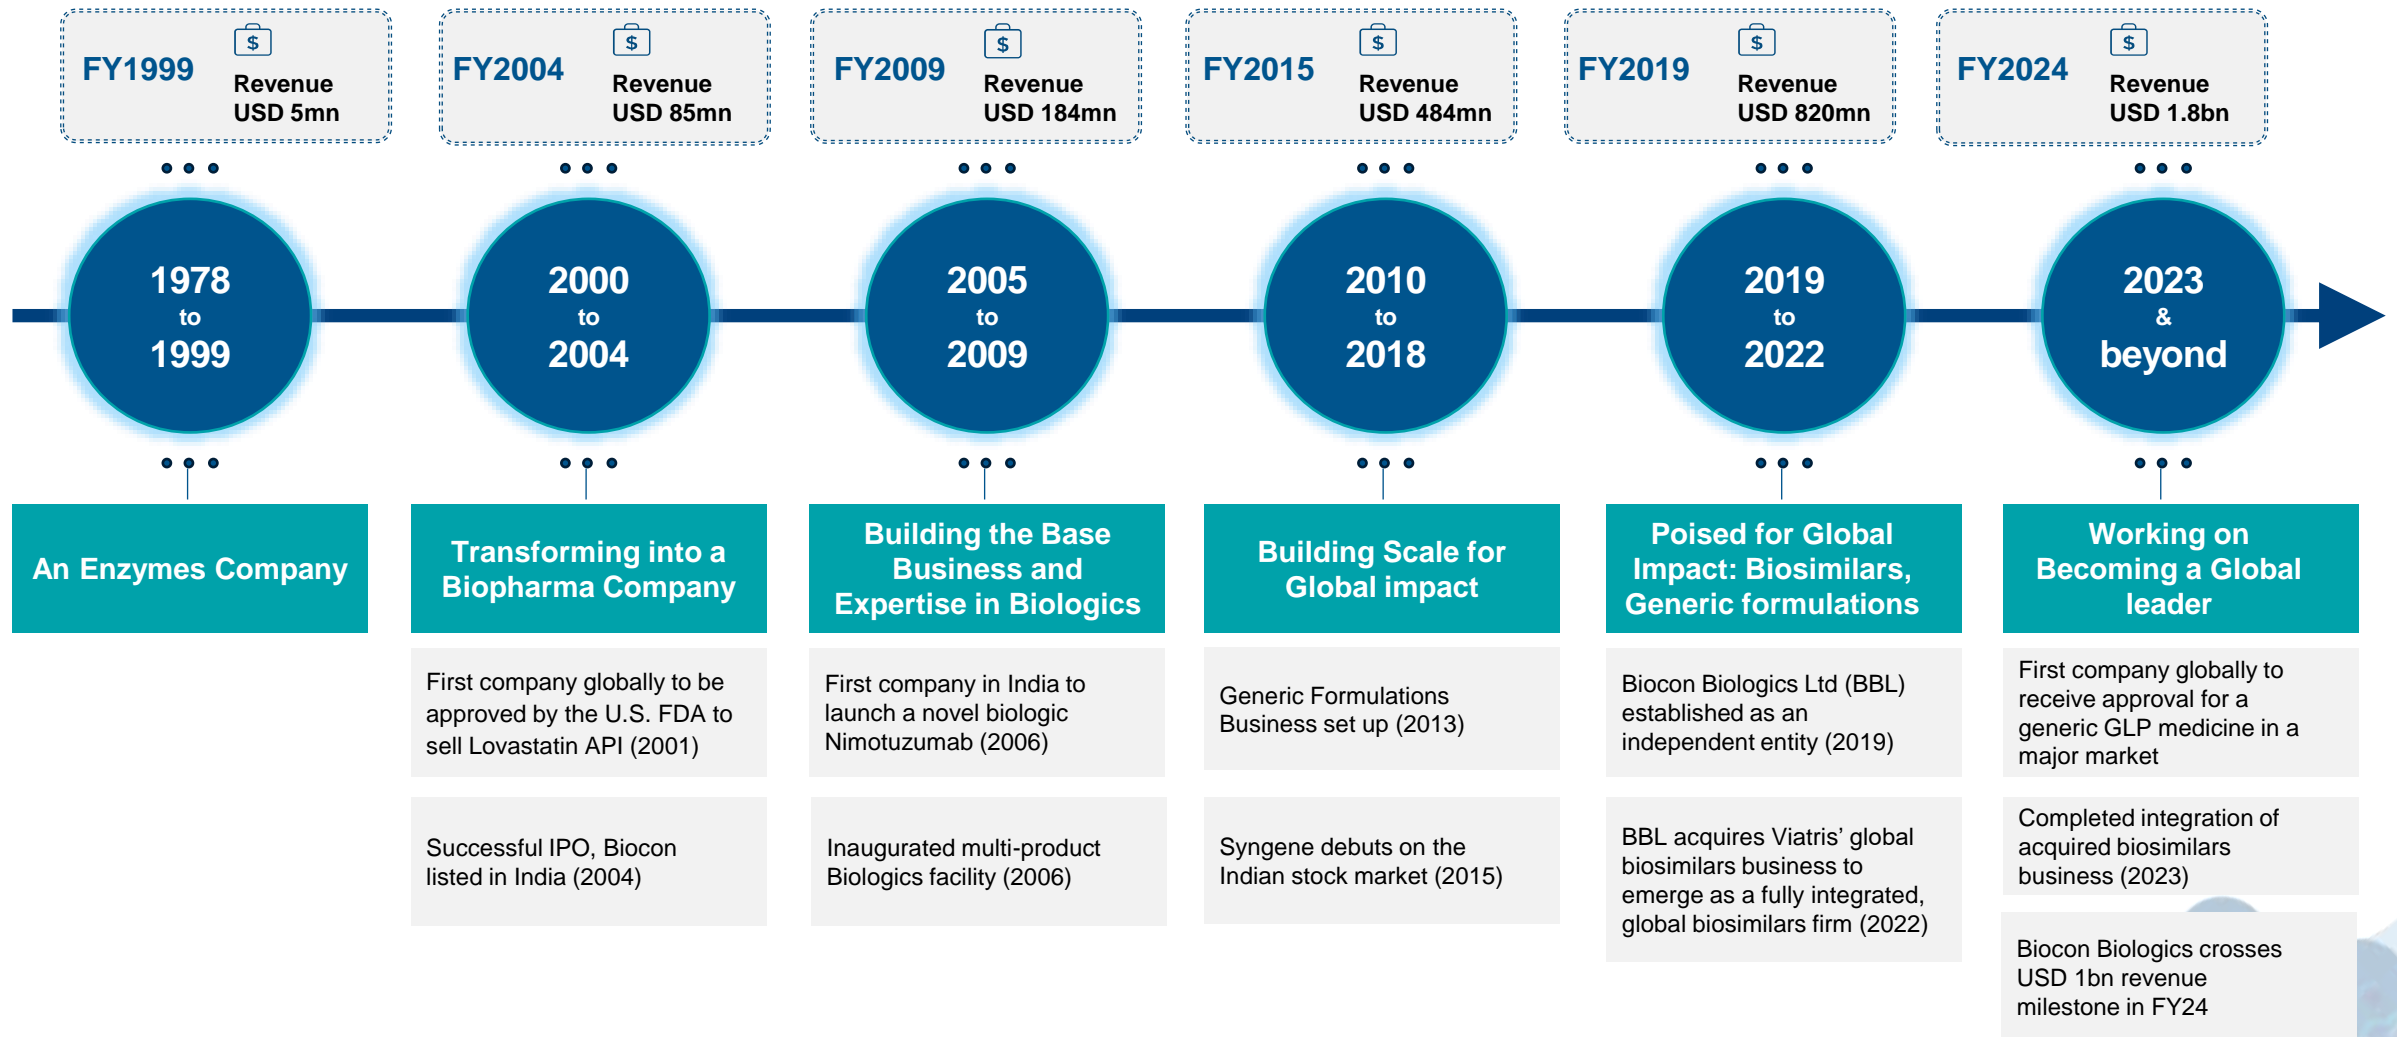 FY1999
$
Revenue
USD 5mn
FY2004
$
Revenue
USD 85mn
FY2009
$
Revenue
USD 184mn
FY2015
$
Revenue
USD 484mn
FY2019
$
Revenue
USD 820mn
FY2024
$
Revenue
USD 1.8bn
1978
to
1999
2000
to
2004
2005
to
2009
2010
to
2018
2019
to
2022
2023
&
beyond
An Enzymes Company
Transforming into a
Biopharma Company
Building the Base
Business and
Expertise in Biologics
Building Scale for
Global impact
Poised for Global
Impact: Biosimilars,
Generic formulations
Working on
Becoming a Global
leader
First company globally to be
approved by the U.S. FDA to
sell Lovastatin API (2001)
Successful IPO, Biocon
listed in India (2004)
First company in India to
launch a novel biologic
Nimotuzumab (2006)
Inaugurated multi-product
Biologics facility (2006)
Generic Formulations
Business set up (2013)
Syngene debuts on the
Indian stock market (2015)
Biocon Biologics Ltd (BBL)
established as an
independent entity (2019)
BBL acquires Viatris’ global
biosimilars business to
emerge as a fully integrated,
global biosimilars firm (2022)
First company globally to
receive approval for a
generic GLP medicine in a
major market
Completed integration of
acquired biosimilars
business (2023)
Biocon Biologics crosses
USD 1bn revenue
milestone in FY24